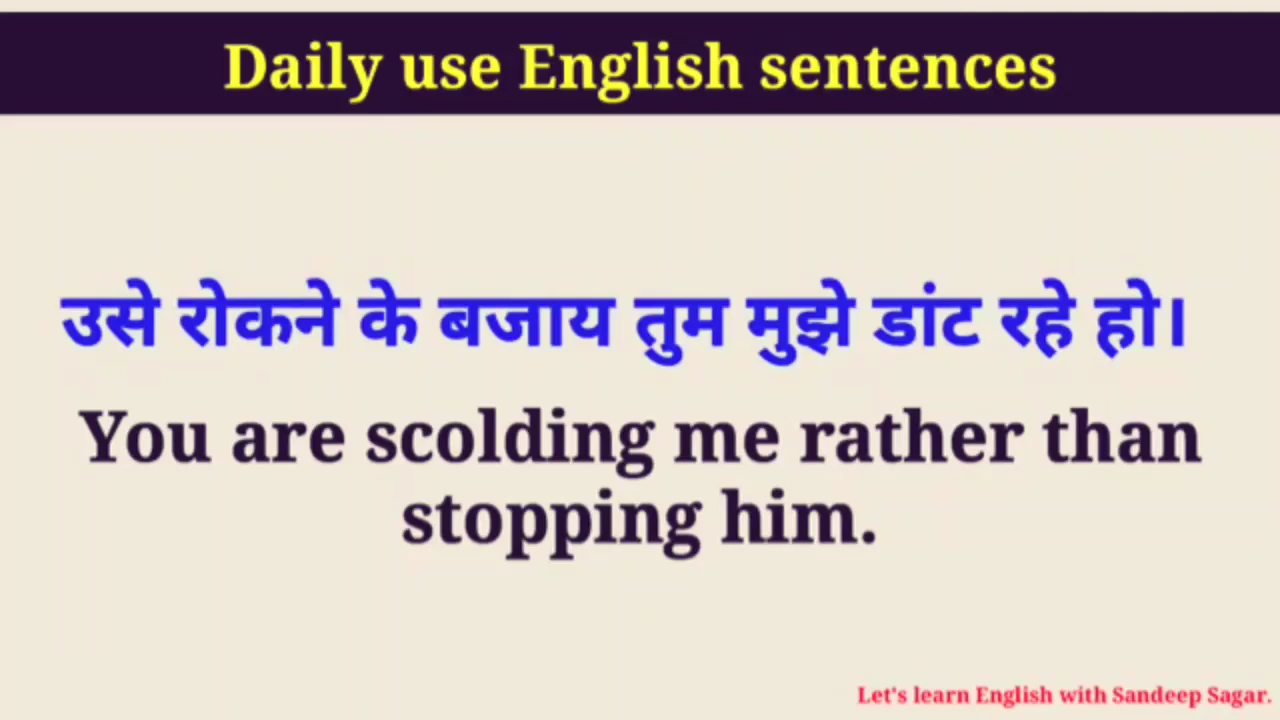 Daily use English sentences
उसे रोकने के बजाय तुम मुझे डांट रहे हो।
You are scolding me rather than
stopping him.
Let's learn English with Sandeep Sagar.